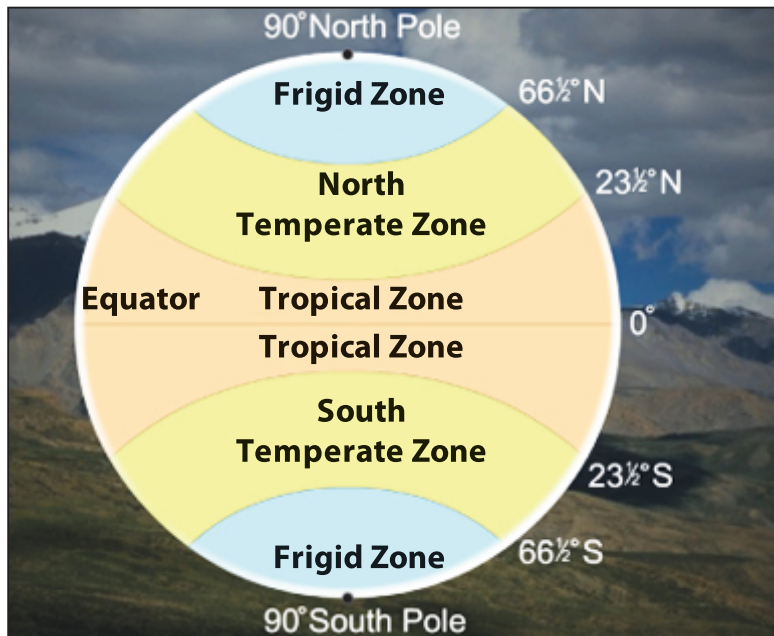 90°North Pole
Frigid Zone
66½°N
23½°N
North
Temperate Zone
Equator
Tropical Zone
0°
Tropical Zone
South
Temperate Zone
23½°S
Frigid Zone
66½°S
90°South Pole